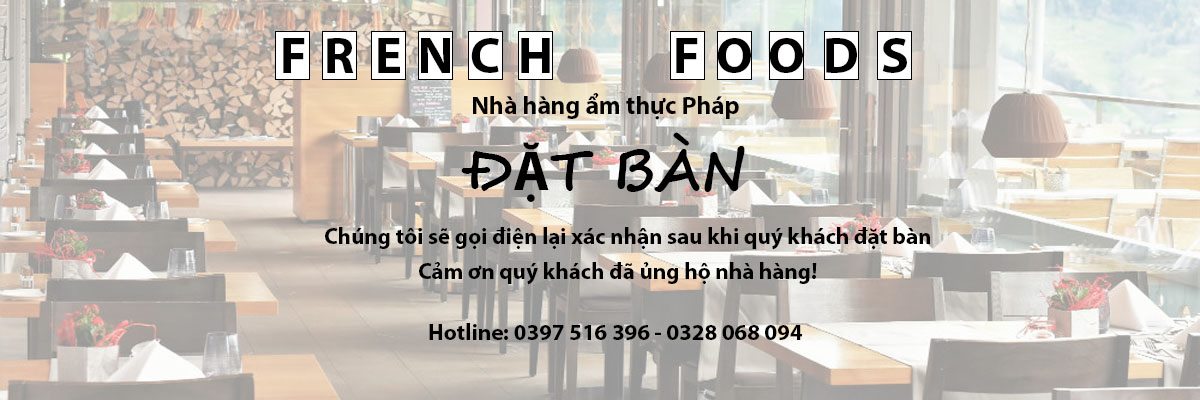 FRENCH FOODS
Nhà hàng ẩm thực Pháp
ĐẶT BÀN
Chúng tôi sẽ gọi điện lại xác nhận sau khi quý khách đặt bàn
Cảm ơn quý khách đã ủng hộ nhà hàng!
Hotline: 0397 516 396 - 0328 068 094